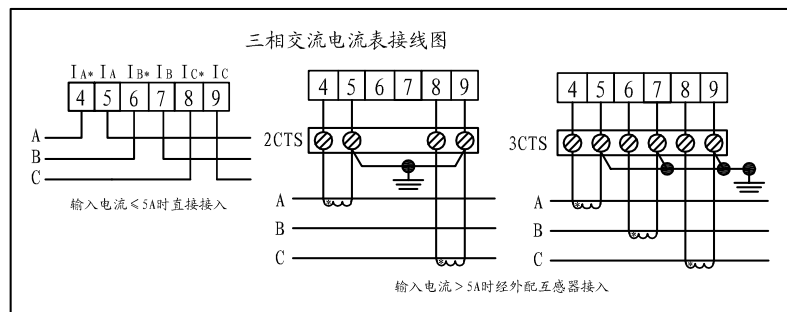 三相交流电流表接线图
IA* IA IB* IB IC* IC
4 5 6 7 8 9
A
B
C
输入电流≤5A时直接接入
4 5 6 7 8 9
2CTS
A
*
B
C
*
4 5 6 7 8 9
3CTS
A
*
B
*
C
*
输入电流>5A时经外配互感器接入